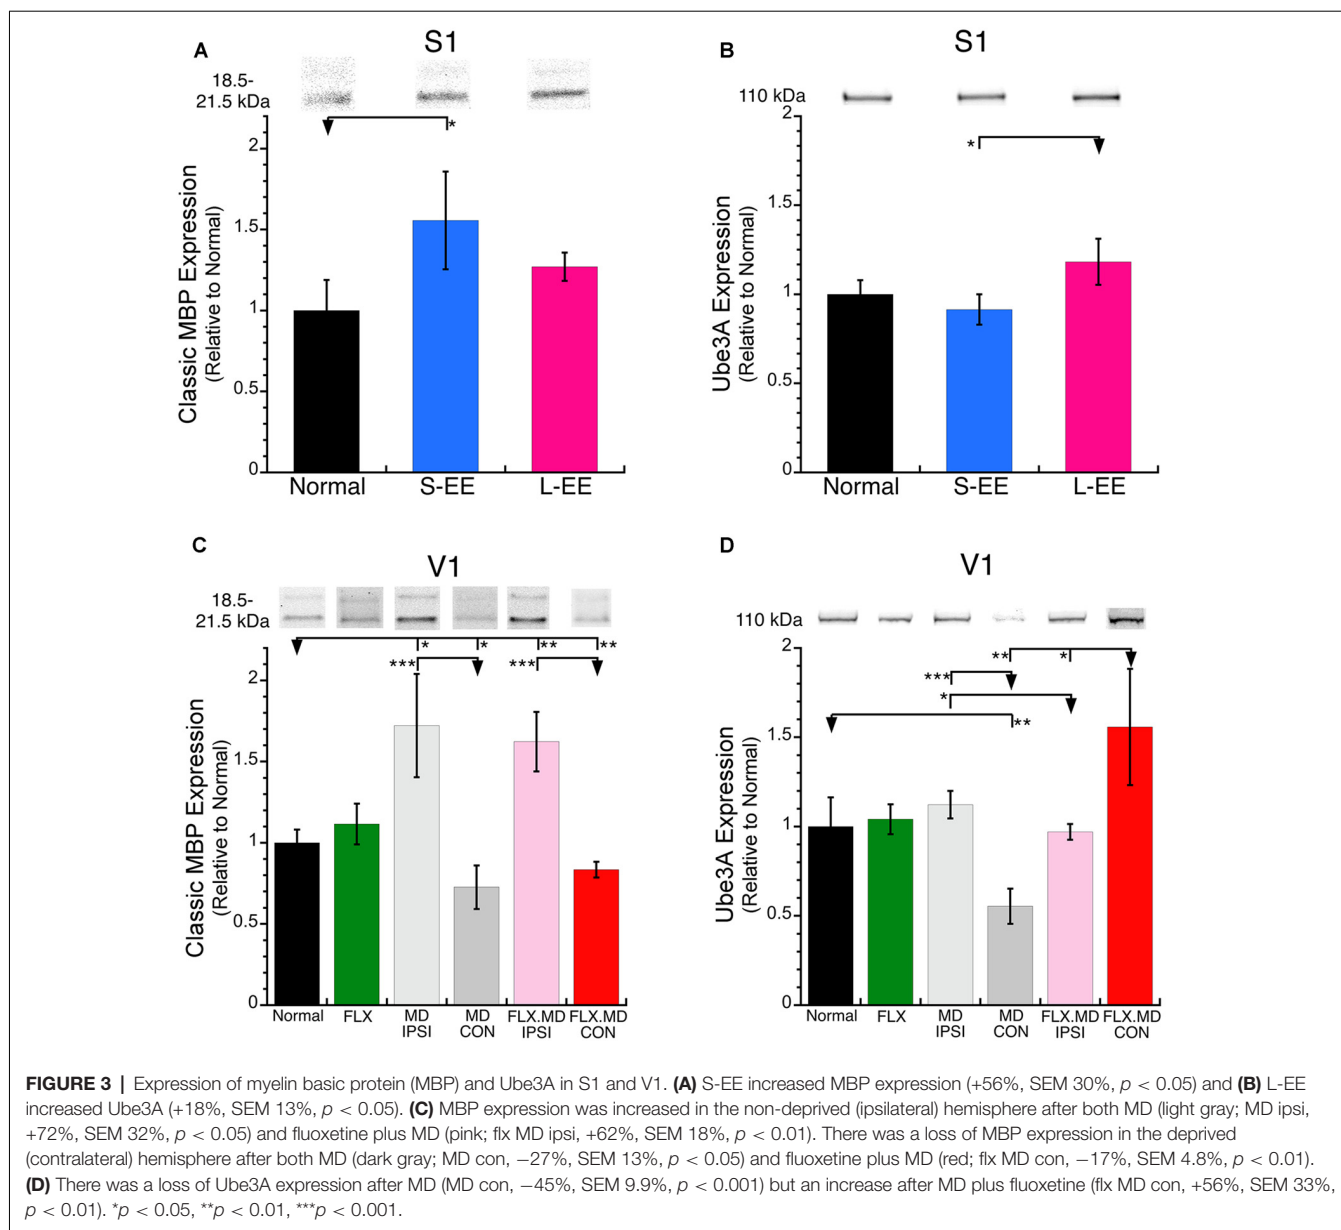 A
S1
18.5-
21.5 kDa
*
Classic MBP Expression
(Relative to Normal)
2
1.5
1
0.5
0
Normal S-EE L-EE
B
S1
110 kDa
*
Ube3A Expression
(Relative to Normal)
2
1.5
1
0.5
0
Normal S-EE L-EE
C
V1
18.5-
21.5 kDa
* * ** **
*** ***
Classic MBP Expression
(Relative to Normal)
2
1.5
1
0.5
0
Normal FLX MD IPSI MD CON FLX.MD IPSI FLX.MD CON
D
V1
110 kDa
** *
***
*
**
Ube3A Expression
(Relative to Normal)
2
1.5
1
0.5
0
Normal FLX MD IPSI MD CON FLX.MD IPSI FLX.MD CON
FIGURE 3 | Expression of myelin basic protein (MBP) and Ube3A in S1 and V1. (A) S-EE increased MBP expression (+56%, SEM 30%, p < 0.05) and (B) L-EE
increased Ube3A (+18%, SEM 13%, p < 0.05). (C) MBP expression was increased in the non-deprived (ipsilateral) hemisphere after both MD (light gray; MD ipsi,
+72%, SEM 32%, p < 0.05) and fluoxetine plus MD (pink; flx MD ipsi, +62%, SEM 18%, p < 0.01). There was a loss of MBP expression in the deprived
(contralateral) hemisphere after both MD (dark gray; MD con, −27%, SEM 13%, p < 0.05) and fluoxetine plus MD (red; flx MD con, −17%, SEM 4.8%, p < 0.01).
(D) There was a loss of Ube3A expression after MD (MD con, −45%, SEM 9.9%, p < 0.001) but an increase after MD plus fluoxetine (flx MD con, +56%, SEM 33%,
p < 0.01). *p < 0.05, **p < 0.01, ***p < 0.001.